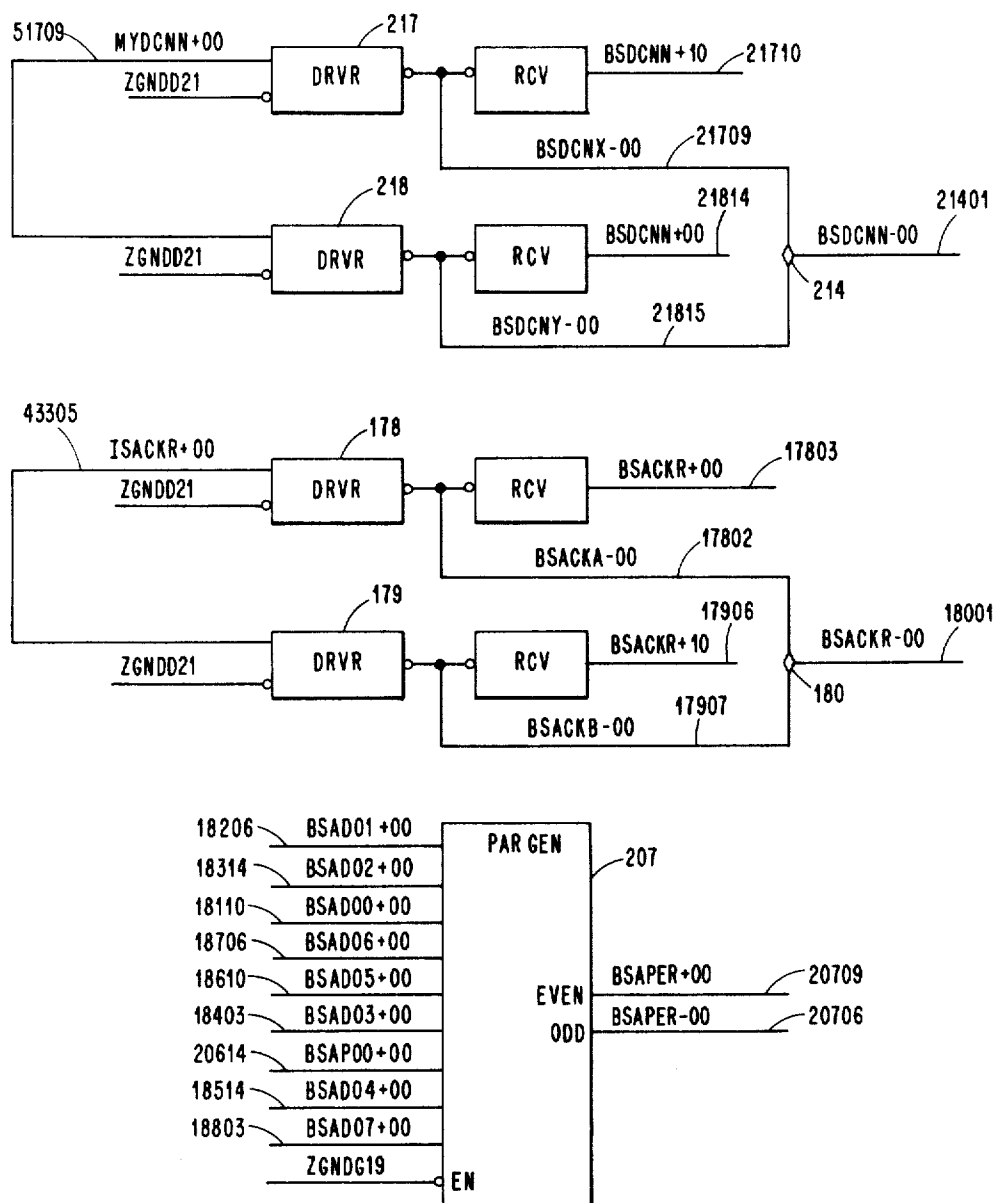 51709 MYDCNN+00 217
ZGNDD21 DRVR RCV BSDCNN+10 21710
BSDCNX-00 21709
218
ZGNDD21 DRVR RCV BSDCNN+00 21814
BSDCNN-00 21401
214
BSDCNY-00 21815
43305 ISACKR+00 178
ZGNDD21 DRVR RCV BSACKR+00 17803
BSACKA-00 17802
179
ZGNDD21 DRVR RCV BSACKR+10 17906
BSACKR-00 18001
180
BSACKB-00 17907
PAR GEN 207
18206 BSAD01+00
18314 BSAD02+00
18110 BSAD00+00
18706 BSAD06+00
18610 BSAD05+00
EVEN BSAPER+00 20709
18403 BSAD03+00
ODD BSAPER-00 20706
20614 BSAP00+00
18514 BSAD04+00
18803 BSAD07+00
ZGNDG19 EN